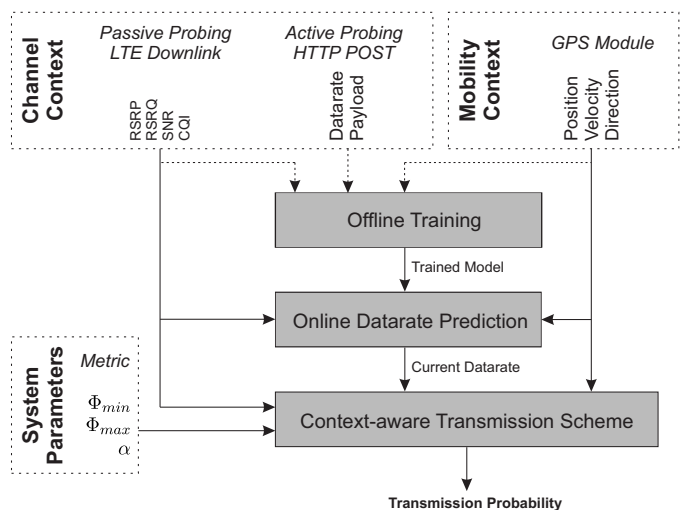 Channel
Context
Passive Probing
LTE Downlink
RSRP
RSRQ
SNR
CQI
Active Probing
HTTP POST
Datarate
Payload
Mobility
Context
GPS Module
Position
Velocity
Direction
Offline Training
Trained Model
Online Datarate Prediction
Current Datarate
System
Parameters
Metric
Φmin
Φmax
α
Context-aware Transmission Scheme
Transmission Probability